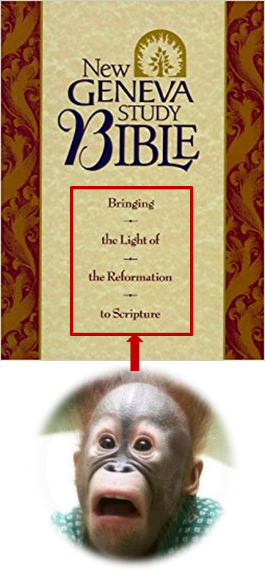 New
GENEVA
STUDY
BIBLE
Bringing
the Light of
the Reformation
to Scripture